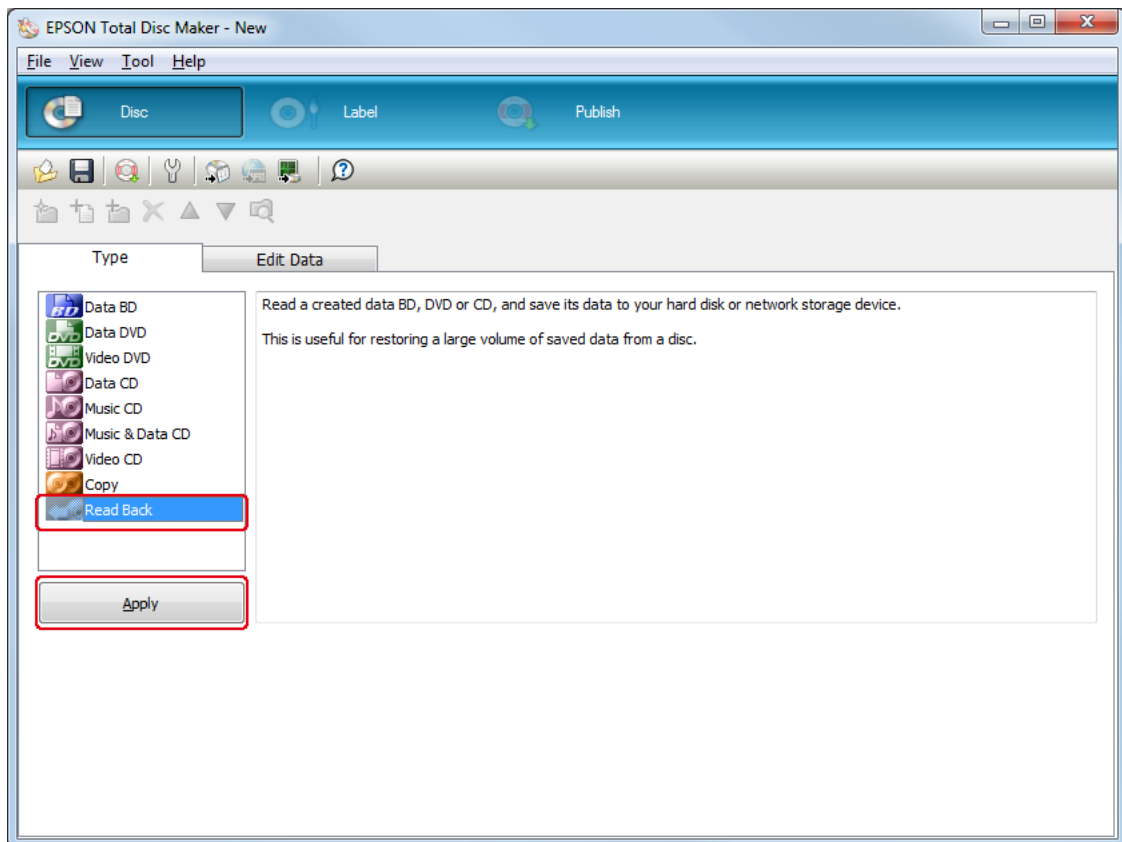 EPSON Total Disc Maker - New
File View Tool Help
Disc Label Publish
Type Edit Data
BD Data BD
DVD Data DVD
DVD Video DVD
Data CD
Music CD
Music & Data CD
Video CD
Copy
Read Back
Apply
Read a created data BD, DVD or CD, and save its data to your hard disk or network storage device.
This is useful for restoring a large volume of saved data from a disc.